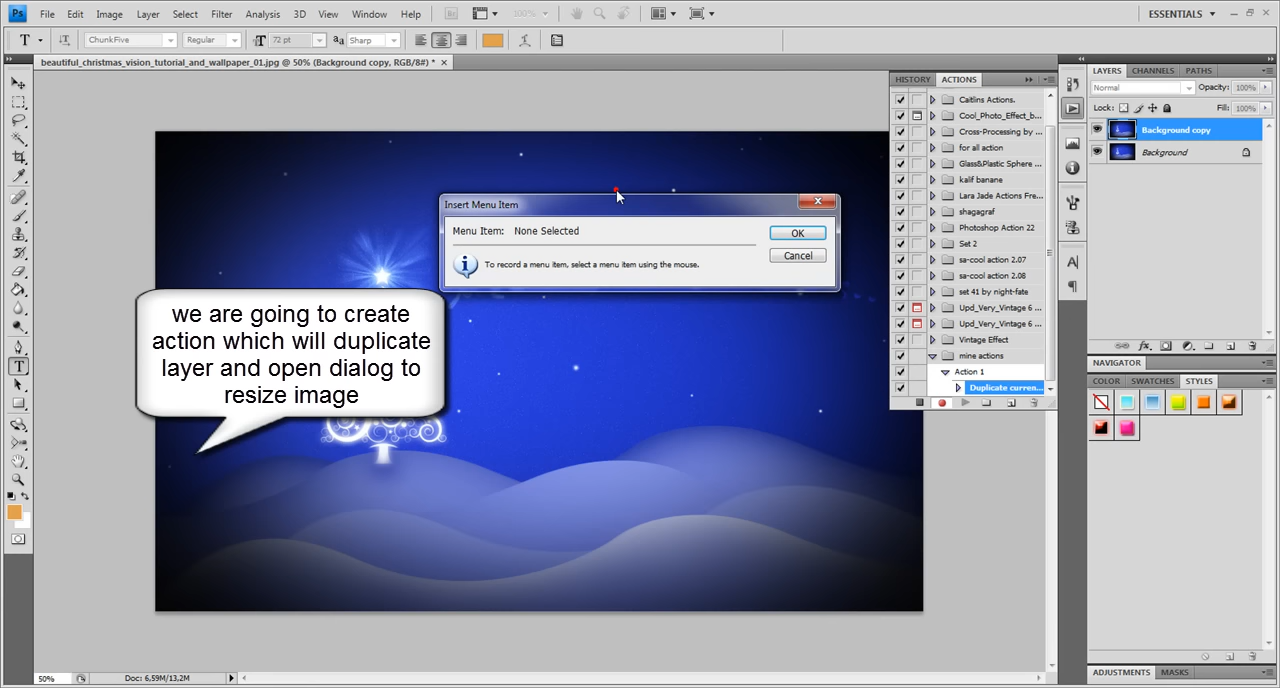 Ps File Edit Image Layer Select Filter Analysis 3D View Window Help Br 100% ESSENTIALS
T ChunkFive Regular T 72 pt aa Sharp
beautiful_christmas_vision_tutorial_and_wallpaper_01.jpg @ 50% (Background copy, RGB/8#) *
HISTORY ACTIONS
Caitlins Actions.
Cool_Photo_Effect_b...
Cross-Processing by ...
for all action
Glass&Plastic Sphere ...
kalif banane
Lara Jade Actions Fre...
shagagraf
Photoshop Action 22
Set 2
sa-cool action 2.07
sa-cool action 2.08
set 41 by night-fate
Upd_Very_Vintage 6 ...
Upd_Very_Vintage 6 ...
Vintage Effect
mine actions
Action 1
Duplicate curren...
Insert Menu Item
Menu Item: None Selected
OK
To record a menu item, select a menu item using the mouse.
Cancel
we are going to create
action which will duplicate
layer and open dialog to
resize image
LAYERS CHANNELS PATHS
Normal Opacity: 100%
Lock: Fill: 100%
Background copy
Background
fx
NAVIGATOR
COLOR SWATCHES STYLES
ADJUSTMENTS MASKS
50% Doc: 6,59M/13,2M